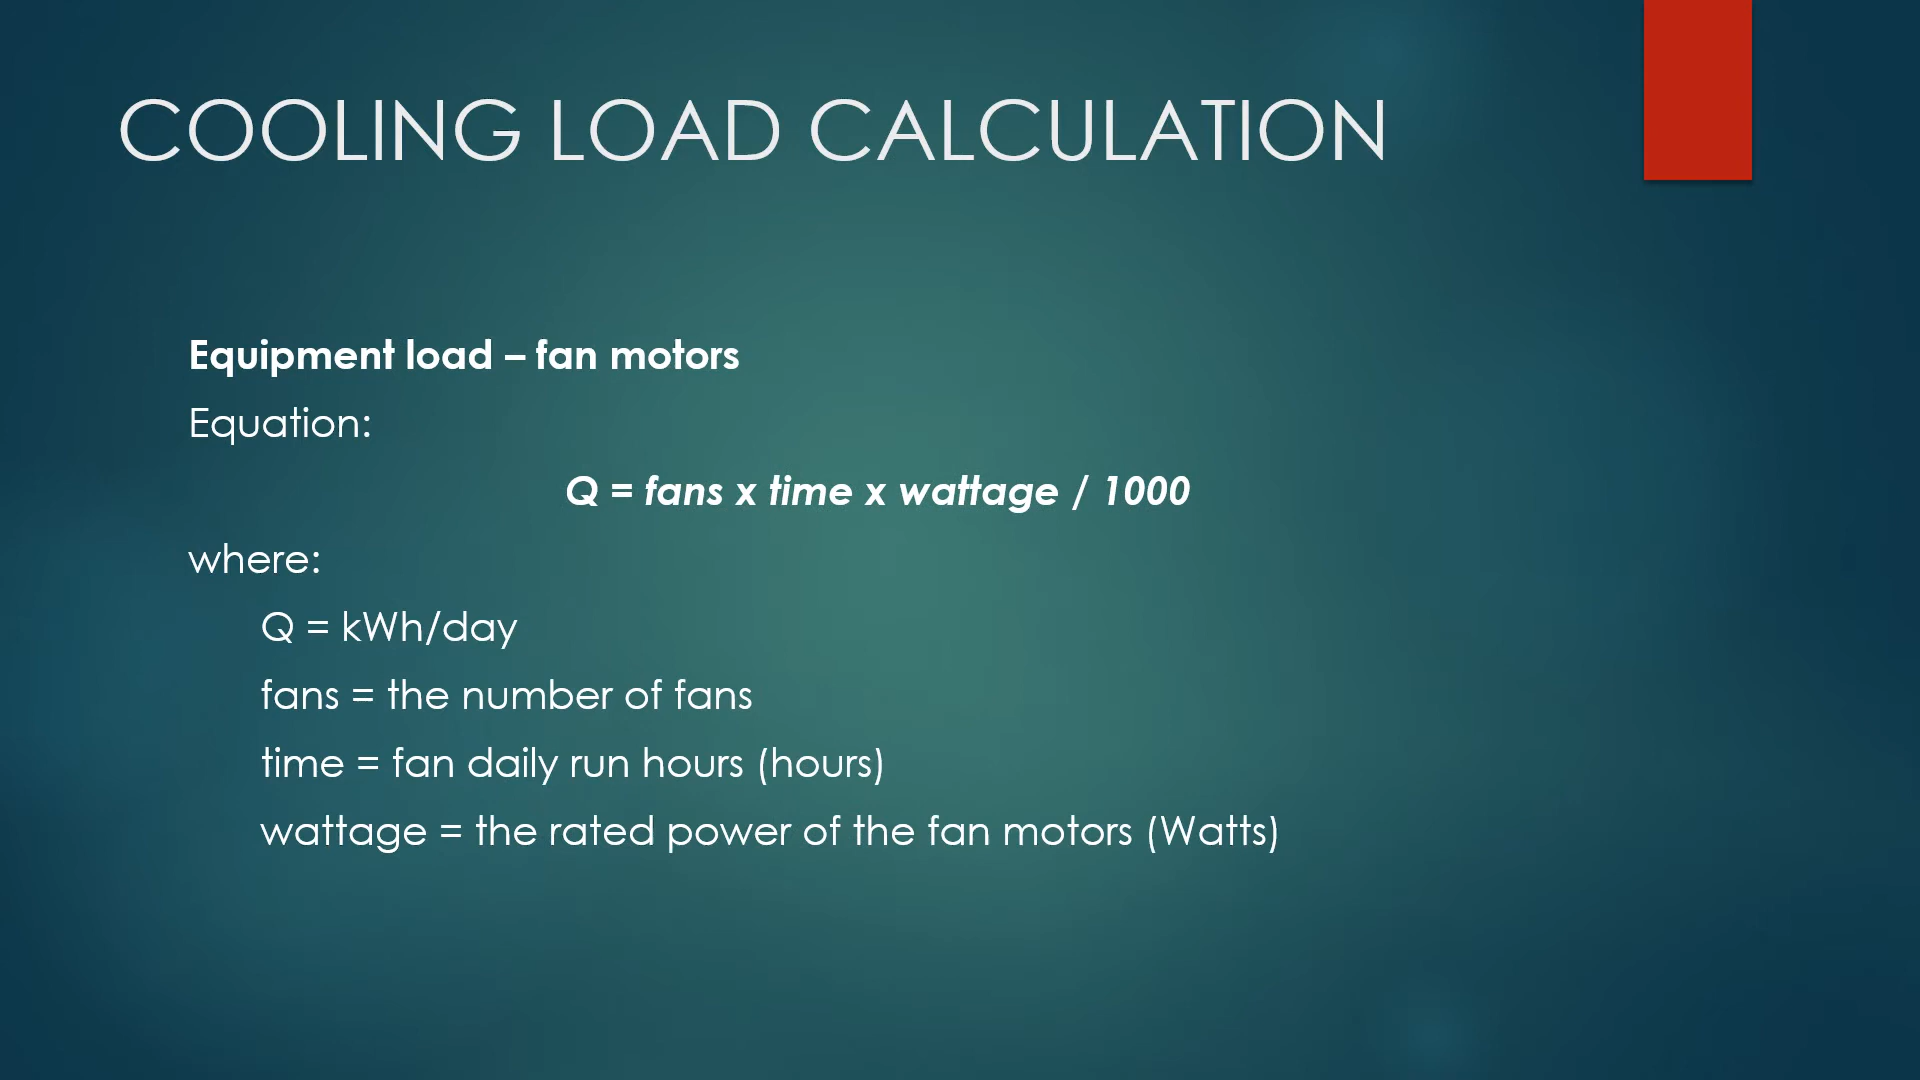 COOLING LOAD CALCULATION
Equipment load – fan motors
Equation:
Q = fans x time x wattage / 1000
where:
Q = kWh/day
fans = the number of fans
time = fan daily run hours (hours)
wattage = the rated power of the fan motors (Watts)